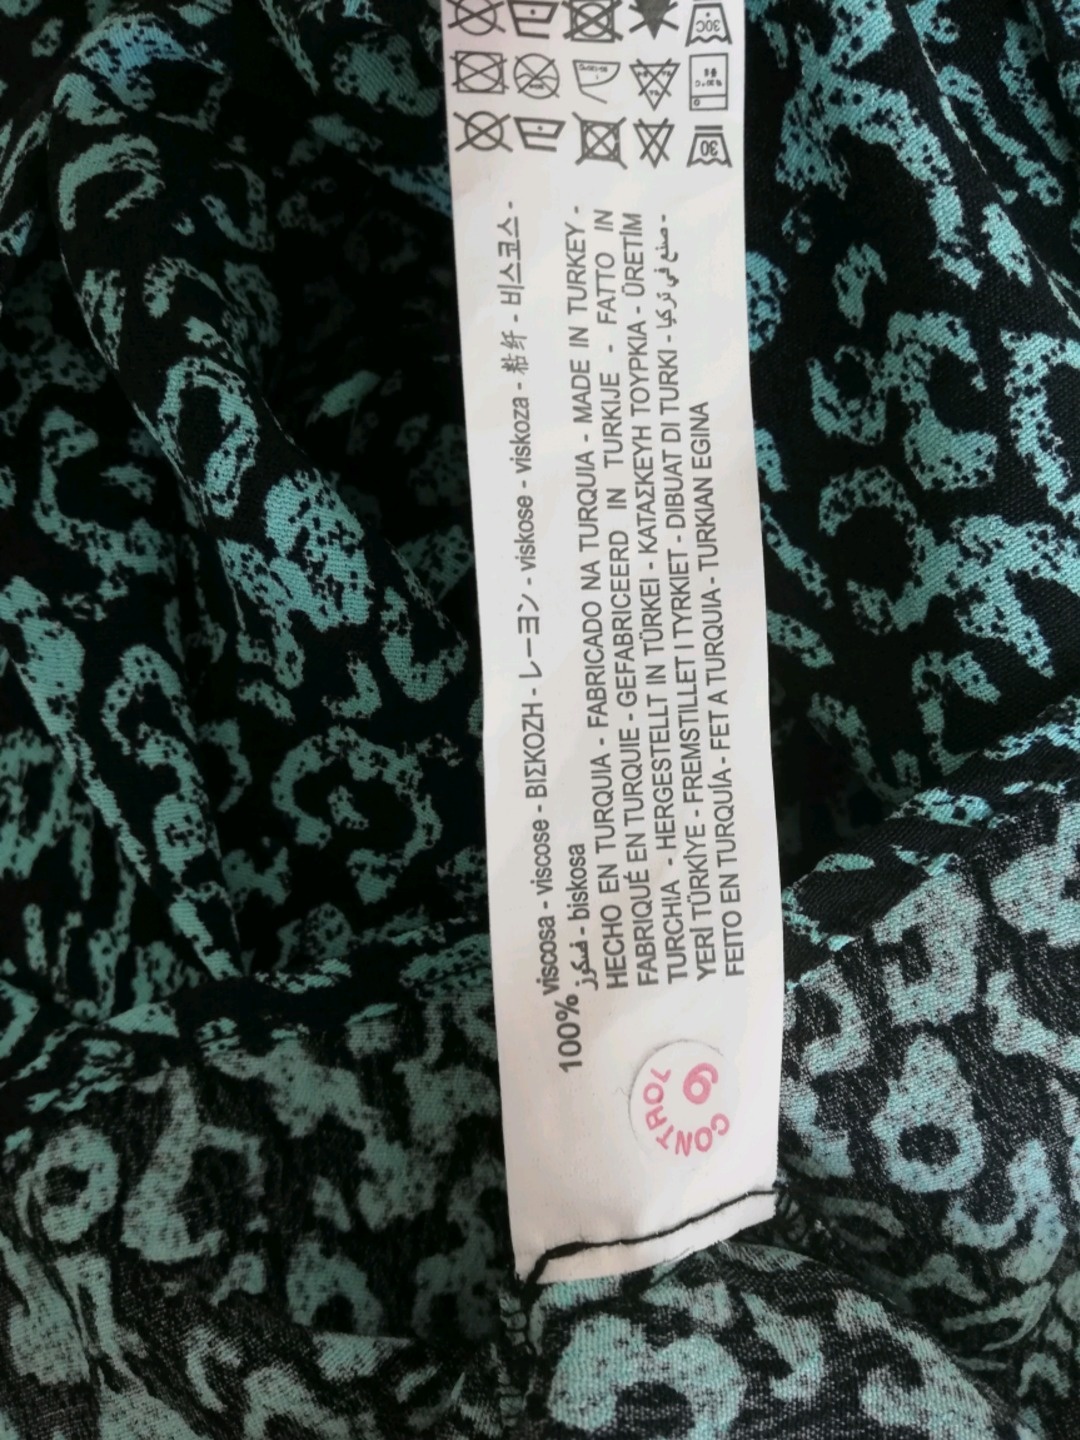 30C
30
100% viscosa - viscose - ΒΙΣΚΟΖΗ - レーヨン - viskose - viskoza - 粘纤 - 비스코스 -
فسكوز - biskosa
HECHO EN TURQUIA - FABRICADO NA TURQUIA - MADE IN TURKEY -
FABRIQUÉ EN TURQUIE - GEFABRICEERD IN TURKIJE - FATTO IN
TURCHIA - HERGESTELLT IN TÜRKEI - ΚΑΤΑΣΚΕΥΗ ΤΟΥΡΚΙΑ - ÜRETİM
YERİ TÜRKİYE - FREMSTILLET I TYRKIET - DIBUAT DI TURKI - صنع في تركيا -
FEITO EN TURQUÍA - FET A TURQUIA - TURKIAN EGINA
CONTROL
6